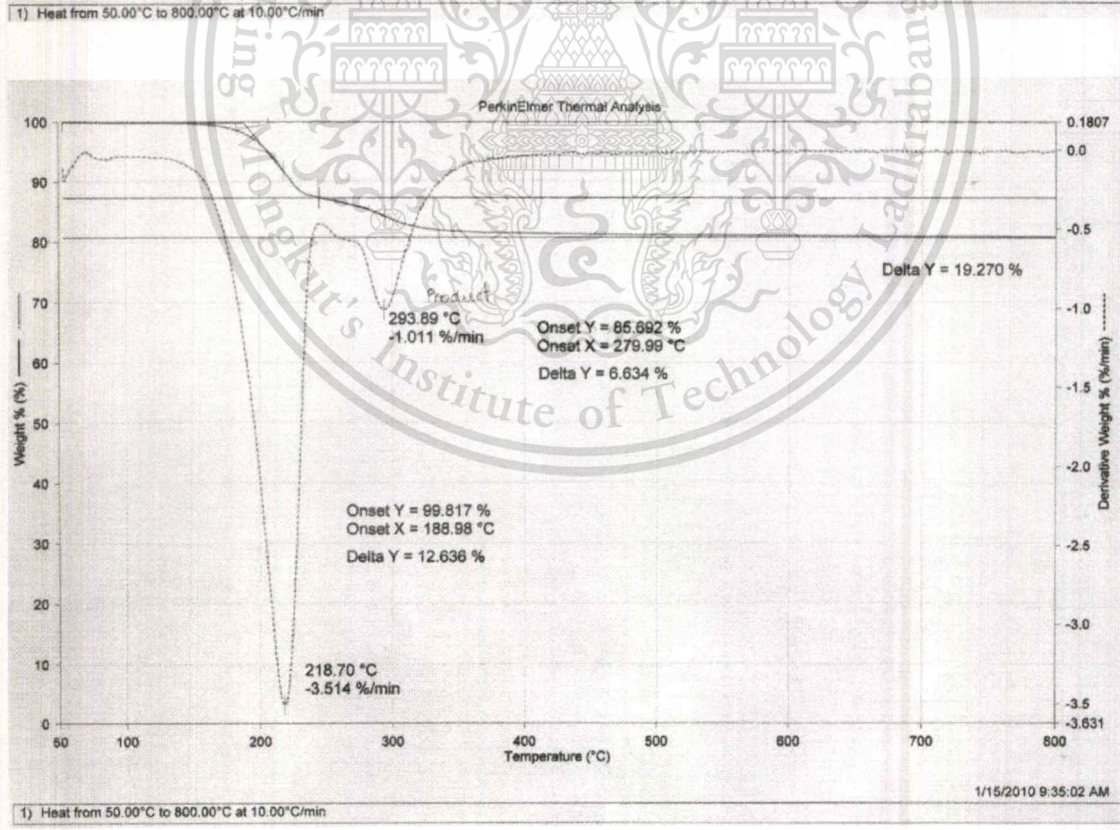 1) Heat from 50.00°C to 800.00°C at 10.00°C/min
PerkinElmer Thermal Analysis
100
90
80
70
60
50
40
30
20
10
0
Weight % (%)
0.1807
0.0
-0.5
-1.0
-1.5
-2.0
-2.5
-3.0
-3.5
-3.631
Derivative Weight % (%/min)
Delta Y = 19.270 %
Product
293.89 °C
-1.011 %/min
Onset Y = 85.692 %
Onset X = 279.99 °C
Delta Y = 6.634 %
Onset Y = 99.817 %
Onset X = 188.98 °C
Delta Y = 12.636 %
218.70 °C
-3.514 %/min
50
100
200
300
400
500
600
700
800
Temperature (°C)
1/15/2010 9:35:02 AM
1) Heat from 50.00°C to 800.00°C at 10.00°C/min
Mongkut's Institute of Technology Ladkrabang